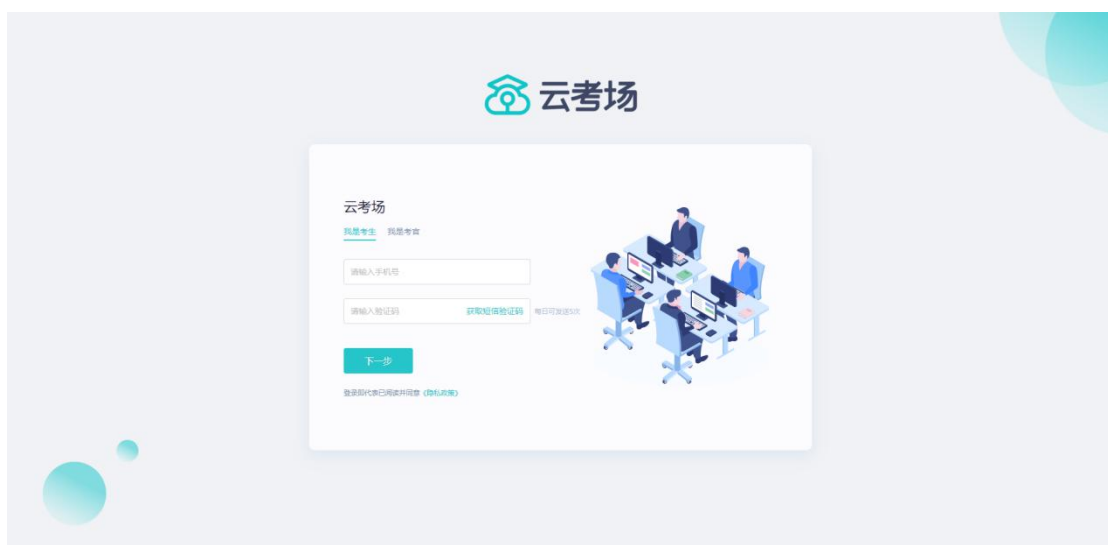 云考场
云考场
我是考生 我是考官
请输入手机号
请输入验证码 获取短信验证码 每日可发送5次
下一步
登录即代表已阅读并同意《隐私政策》